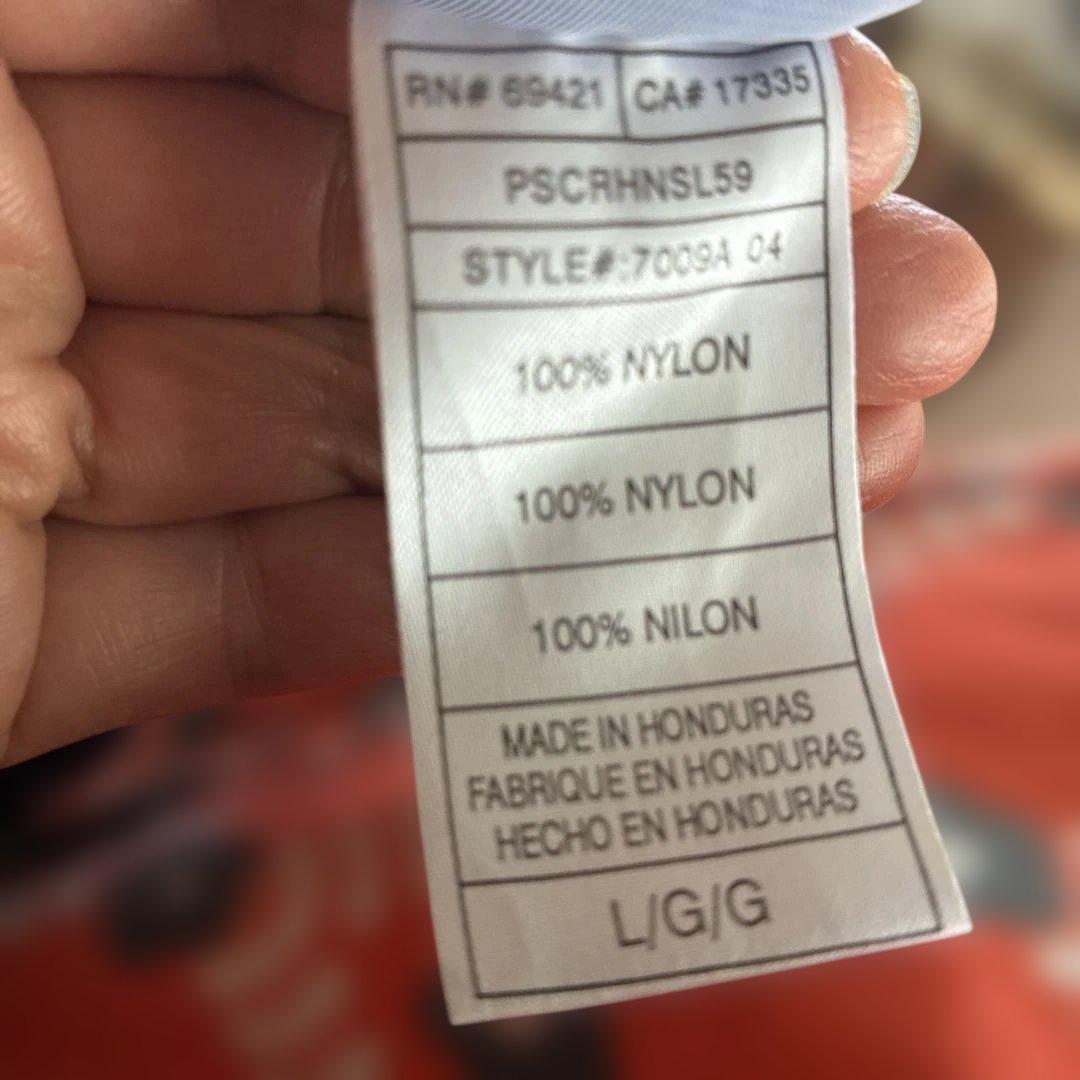 RN# 69421 CA# 17335
PSCRHNSL59
STYLE#:7009A 04
100% NYLON
100% NYLON
100% NILON
MADE IN HONDURAS
FABRIQUE EN HONDURAS
HECHO EN HONDURAS
L/G/G